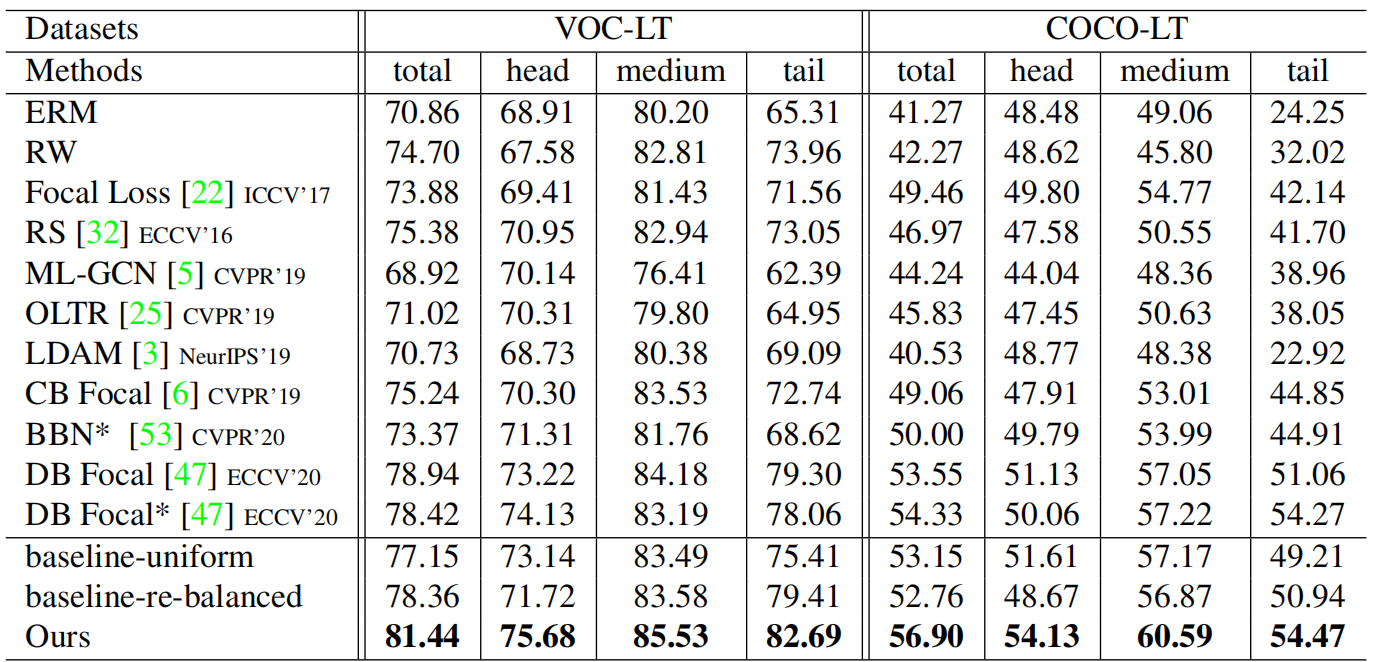 Datasets VOC-LT COCO-LT
Methods total head medium tail total head medium tail
ERM 70.86 68.91 80.20 65.31 41.27 48.48 49.06 24.25
RW 74.70 67.58 82.81 73.96 42.27 48.62 45.80 32.02
Focal Loss [22] ICCV'17 73.88 69.41 81.43 71.56 49.46 49.80 54.77 42.14
RS [32] ECCV'16 75.38 70.95 82.94 73.05 46.97 47.58 50.55 41.70
ML-GCN [5] CVPR'19 68.92 70.14 76.41 62.39 44.24 44.04 48.36 38.96
OLTR [25] CVPR'19 71.02 70.31 79.80 64.95 45.83 47.45 50.63 38.05
LDAM [3] NeurIPS'19 70.73 68.73 80.38 69.09 40.53 48.77 48.38 22.92
CB Focal [6] CVPR'19 75.24 70.30 83.53 72.74 49.06 47.91 53.01 44.85
BBN* [53] CVPR'20 73.37 71.31 81.76 68.62 50.00 49.79 53.99 44.91
DB Focal [47] ECCV'20 78.94 73.22 84.18 79.30 53.55 51.13 57.05 51.06
DB Focal* [47] ECCV'20 78.42 74.13 83.19 78.06 54.33 50.06 57.22 54.27
baseline-uniform 77.15 73.14 83.49 75.41 53.15 51.61 57.17 49.21
baseline-re-balanced 78.36 71.72 83.58 79.41 52.76 48.67 56.87 50.94
Ours 81.44 75.68 85.53 82.69 56.90 54.13 60.59 54.47